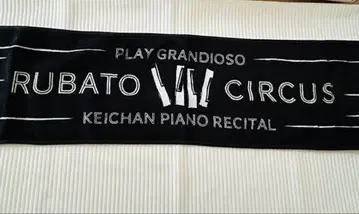 PLAY GRANDIOSO
RUBATO CIRCUS
KEICHAN PIANO RECITAL